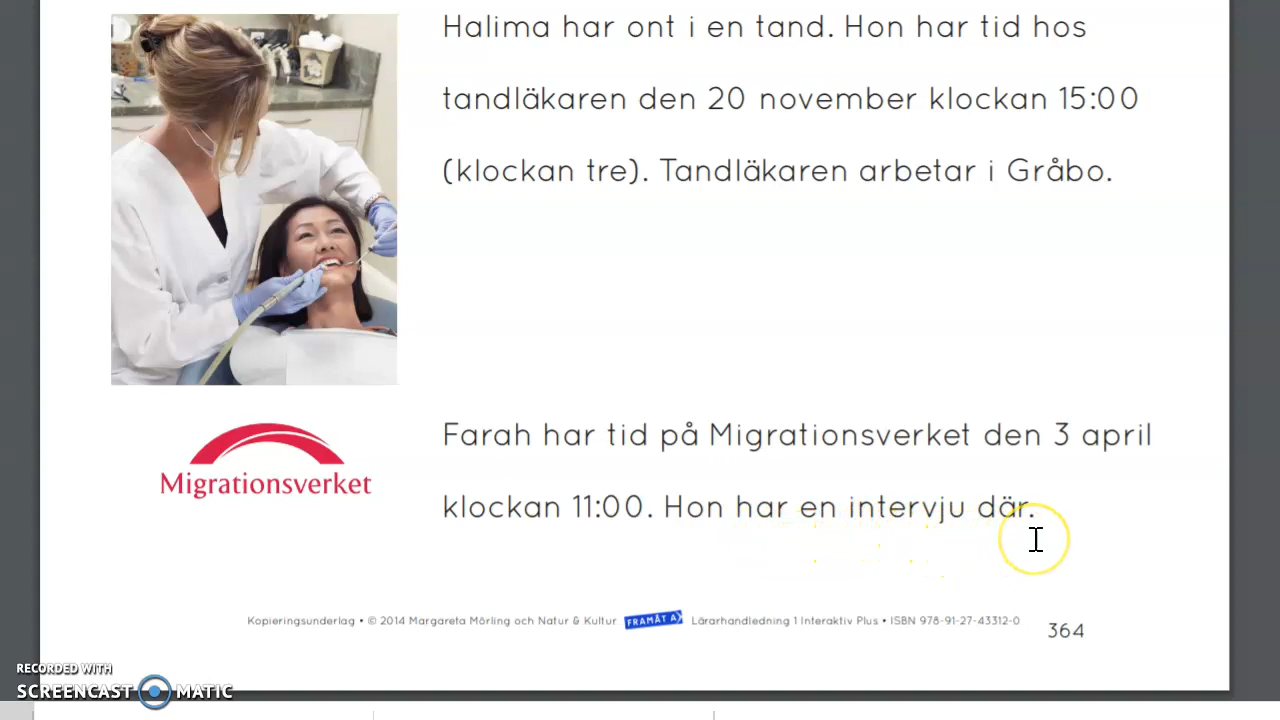 Halima har ont i en tand. Hon har tid hos
tandläkaren den 20 november klockan 15:00
(klockan tre). Tandläkaren arbetar i Gråbo.
Migrationsverket
Farah har tid på Migrationsverket den 3 april
klockan 11:00. Hon har en intervju där.
Kopieringsunderlag • © 2014 Margareta Mörling och Natur & Kultur FRAMÅT A Lärarhandledning 1 Interaktiv Plus • ISBN 978-91-27-43312-0
364
RECORDED WITH
SCREENCAST MATIC